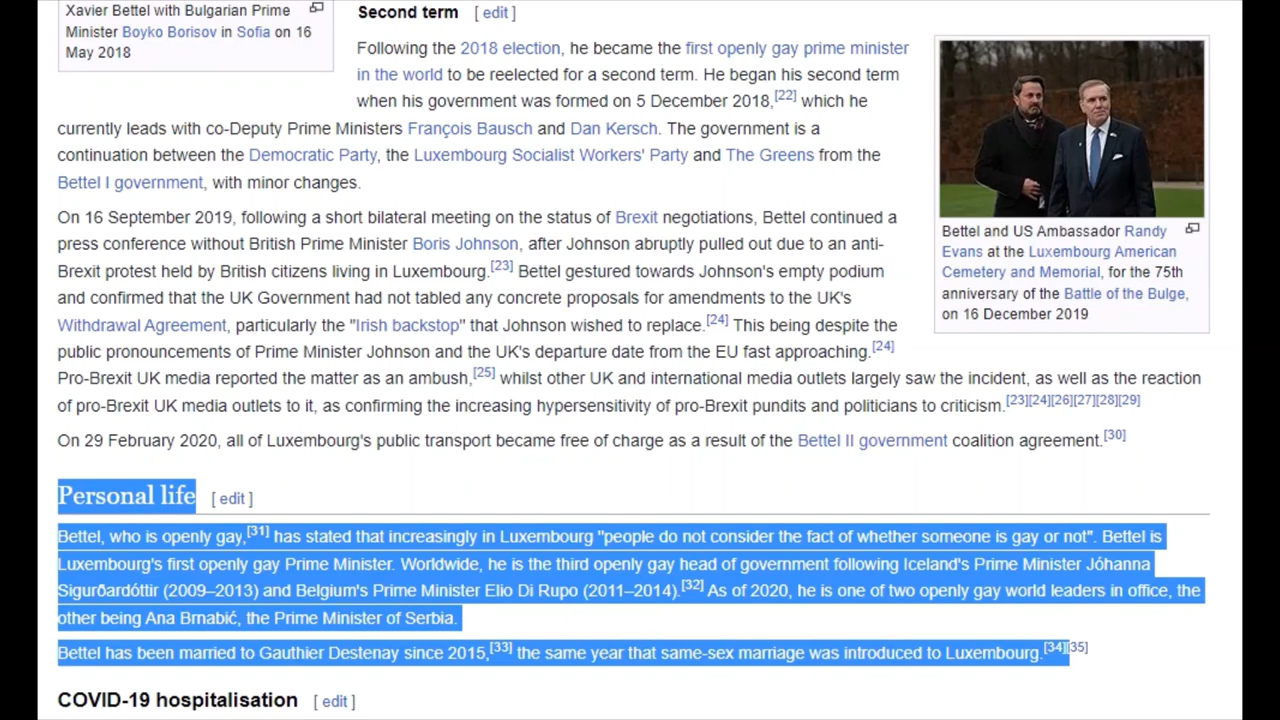 Xavier Bettel with Bulgarian Prime
Minister Boyko Borisov in Sofia on 16
May 2018
Second term [ edit ]
Following the 2018 election, he became the first openly gay prime minister
in the world to be reelected for a second term. He began his second term
when his government was formed on 5 December 2018,[22] which he
currently leads with co-Deputy Prime Ministers François Bausch and Dan Kersch. The government is a
continuation between the Democratic Party, the Luxembourg Socialist Workers' Party and The Greens from the
Bettel I government, with minor changes.
Bettel and US Ambassador Randy
Evans at the Luxembourg American
Cemetery and Memorial, for the 75th
anniversary of the Battle of the Bulge,
on 16 December 2019
On 16 September 2019, following a short bilateral meeting on the status of Brexit negotiations, Bettel continued a
press conference without British Prime Minister Boris Johnson, after Johnson abruptly pulled out due to an anti-
Brexit protest held by British citizens living in Luxembourg.[23] Bettel gestured towards Johnson's empty podium
and confirmed that the UK Government had not tabled any concrete proposals for amendments to the UK's
Withdrawal Agreement, particularly the "Irish backstop" that Johnson wished to replace.[24] This being despite the
public pronouncements of Prime Minister Johnson and the UK's departure date from the EU fast approaching.[24]
Pro-Brexit UK media reported the matter as an ambush,[25] whilst other UK and international media outlets largely saw the incident, as well as the reaction
of pro-Brexit UK media outlets to it, as confirming the increasing hypersensitivity of pro-Brexit pundits and politicians to criticism.[23][24][26][27][28][29]
On 29 February 2020, all of Luxembourg's public transport became free of charge as a result of the Bettel II government coalition agreement.[30]
Personal life [ edit ]
Bettel, who is openly gay,[31] has stated that increasingly in Luxembourg "people do not consider the fact of whether someone is gay or not". Bettel is
Luxembourg's first openly gay Prime Minister. Worldwide, he is the third openly gay head of government following Iceland's Prime Minister Jóhanna
Sigurðardóttir (2009–2013) and Belgium's Prime Minister Elio Di Rupo (2011–2014).[32] As of 2020, he is one of two openly gay world leaders in office, the
other being Ana Brnabić, the Prime Minister of Serbia.
Bettel has been married to Gauthier Destenay since 2015,[33] the same year that same-sex marriage was introduced to Luxembourg.[34][35]
COVID-19 hospitalisation [ edit ]